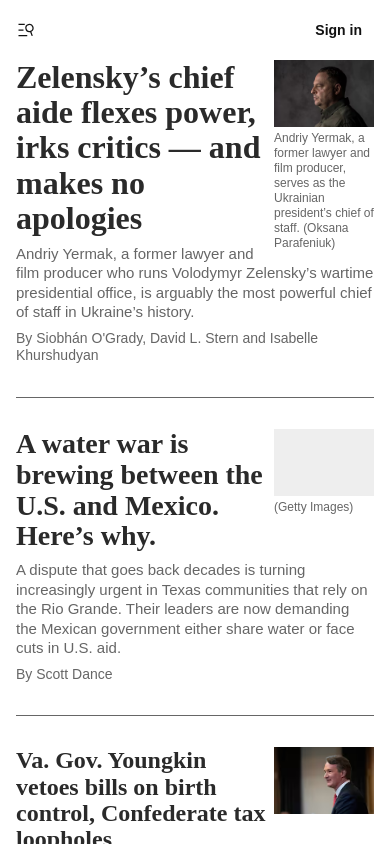 Sign in
Zelensky’s chief
aide flexes power,
irks critics — and
makes no
apologies
Andriy Yermak, a
former lawyer and
film producer,
serves as the
Ukrainian
president’s chief of
staff. (Oksana
Parafeniuk)
Andriy Yermak, a former lawyer and
film producer who runs Volodymyr Zelensky’s wartime
presidential office, is arguably the most powerful chief
of staff in Ukraine’s history.
By Siobhán O'Grady, David L. Stern and Isabelle
Khurshudyan
A water war is
brewing between the
U.S. and Mexico.
Here’s why.
(Getty Images)
A dispute that goes back decades is turning
increasingly urgent in Texas communities that rely on
the Rio Grande. Their leaders are now demanding
the Mexican government either share water or face
cuts in U.S. aid.
By Scott Dance
Va. Gov. Youngkin
vetoes bills on birth
control, Confederate tax
loopholes